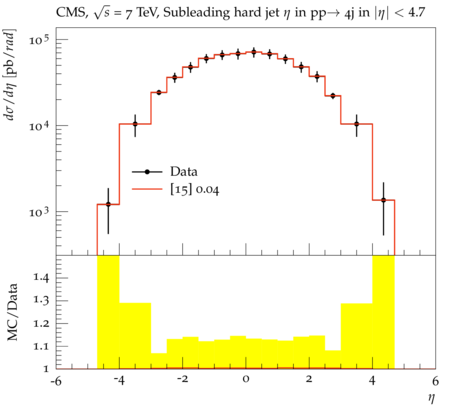 CMS, √s = 7 TeV, Subleading hard jet η in pp→ 4j in |η| < 4.7
dσ/dη [pb/rad]
10⁵
10⁴
10³
Data
[15] 0.04
MC/Data
1.4
1.3
1.2
1.1
1
-6 -4 -2 0 2 4 6
η